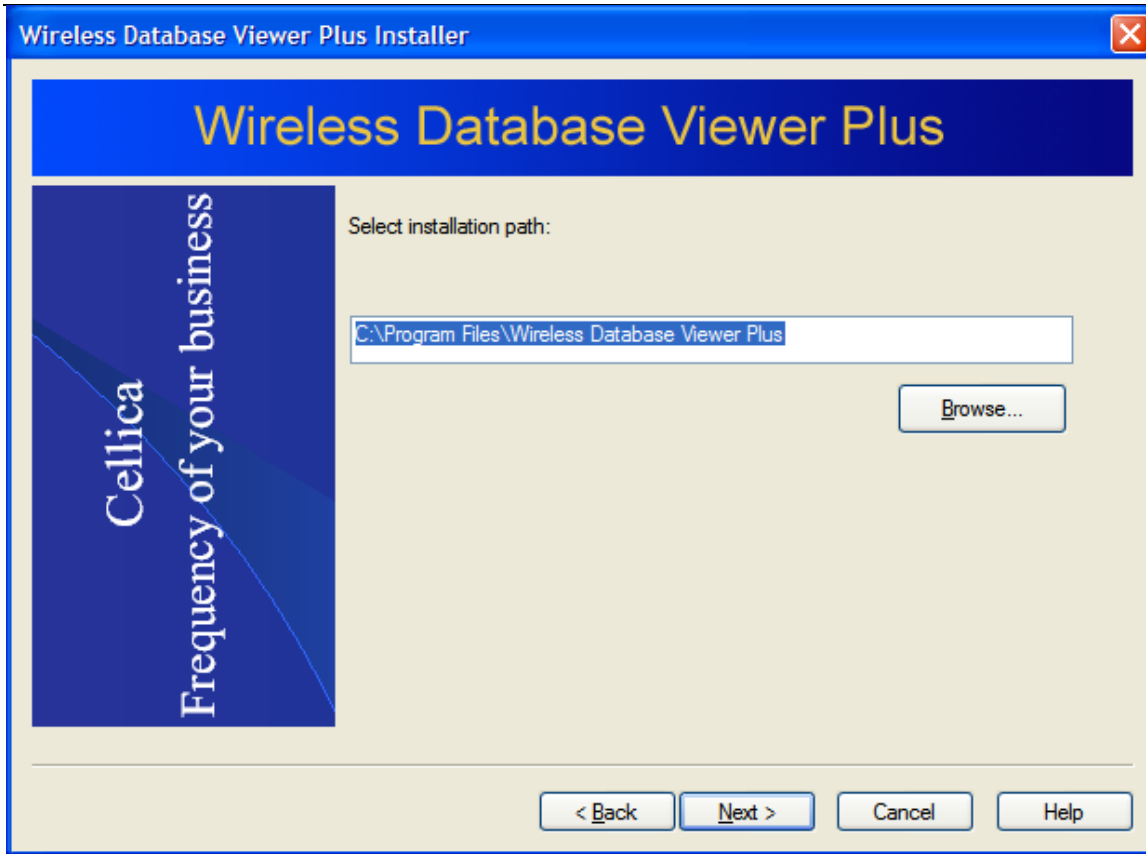 Wireless Database Viewer Plus Installer
Wireless Database Viewer Plus
Cellica
Frequency of your business
Select installation path:
C:\Program Files\Wireless Database Viewer Plus
Browse...
< Back
Next >
Cancel
Help